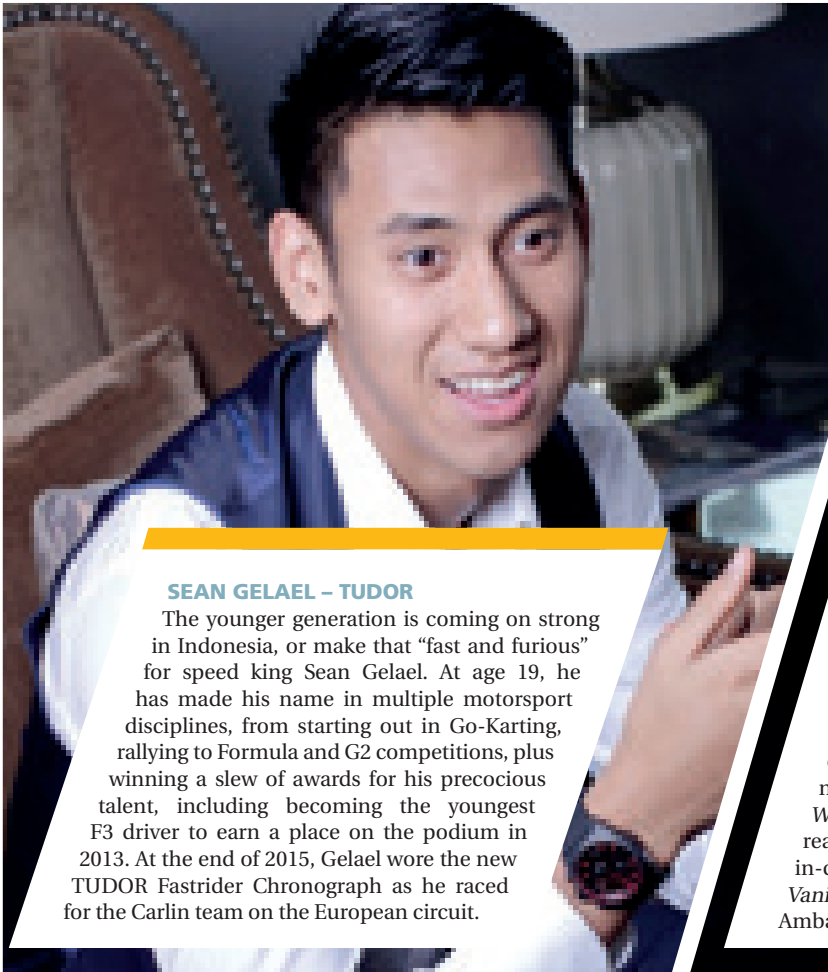 SEAN GELAEL – TUDOR
The younger generation is coming on strong
in Indonesia, or make that “fast and furious”
for speed king Sean Gelael. At age 19, he
has made his name in multiple motorsport
disciplines, from starting out in Go-Karting,
rallying to Formula and G2 competitions, plus
winning a slew of awards for his precocious
talent, including becoming the youngest
F3 driver to earn a place on the podium in
2013. At the end of 2015, Gelael wore the new
TUDOR Fastrider Chronograph as he raced
for the Carlin team on the European circuit.